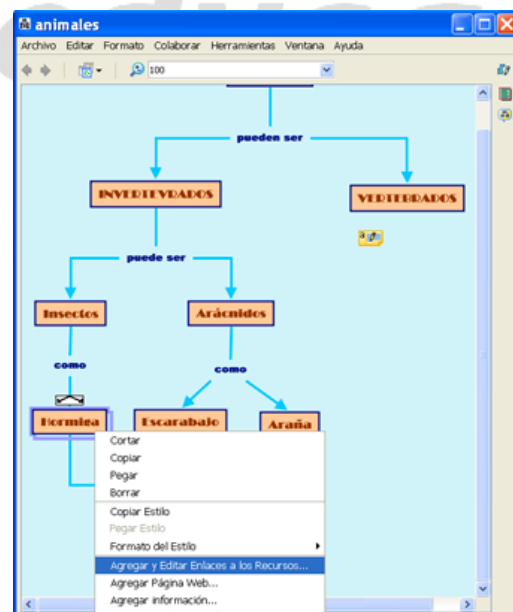 animales
Archivo Editar Formato Colaborar Herramientas Ventana Ayuda
100
pueden ser
INVERTEVRADOS
VERTEBRADOS
puede ser
Insectos
Arácnidos
como
como
Hormiga
Escarabajo
Araña
Cortar
Copiar
Pegar
Borrar
Copiar Estilo
Pegar Estilo
Formato del Estilo
Agregar y Editar Enlaces a los Recursos...
Agregar Página Web...
Agregar información...